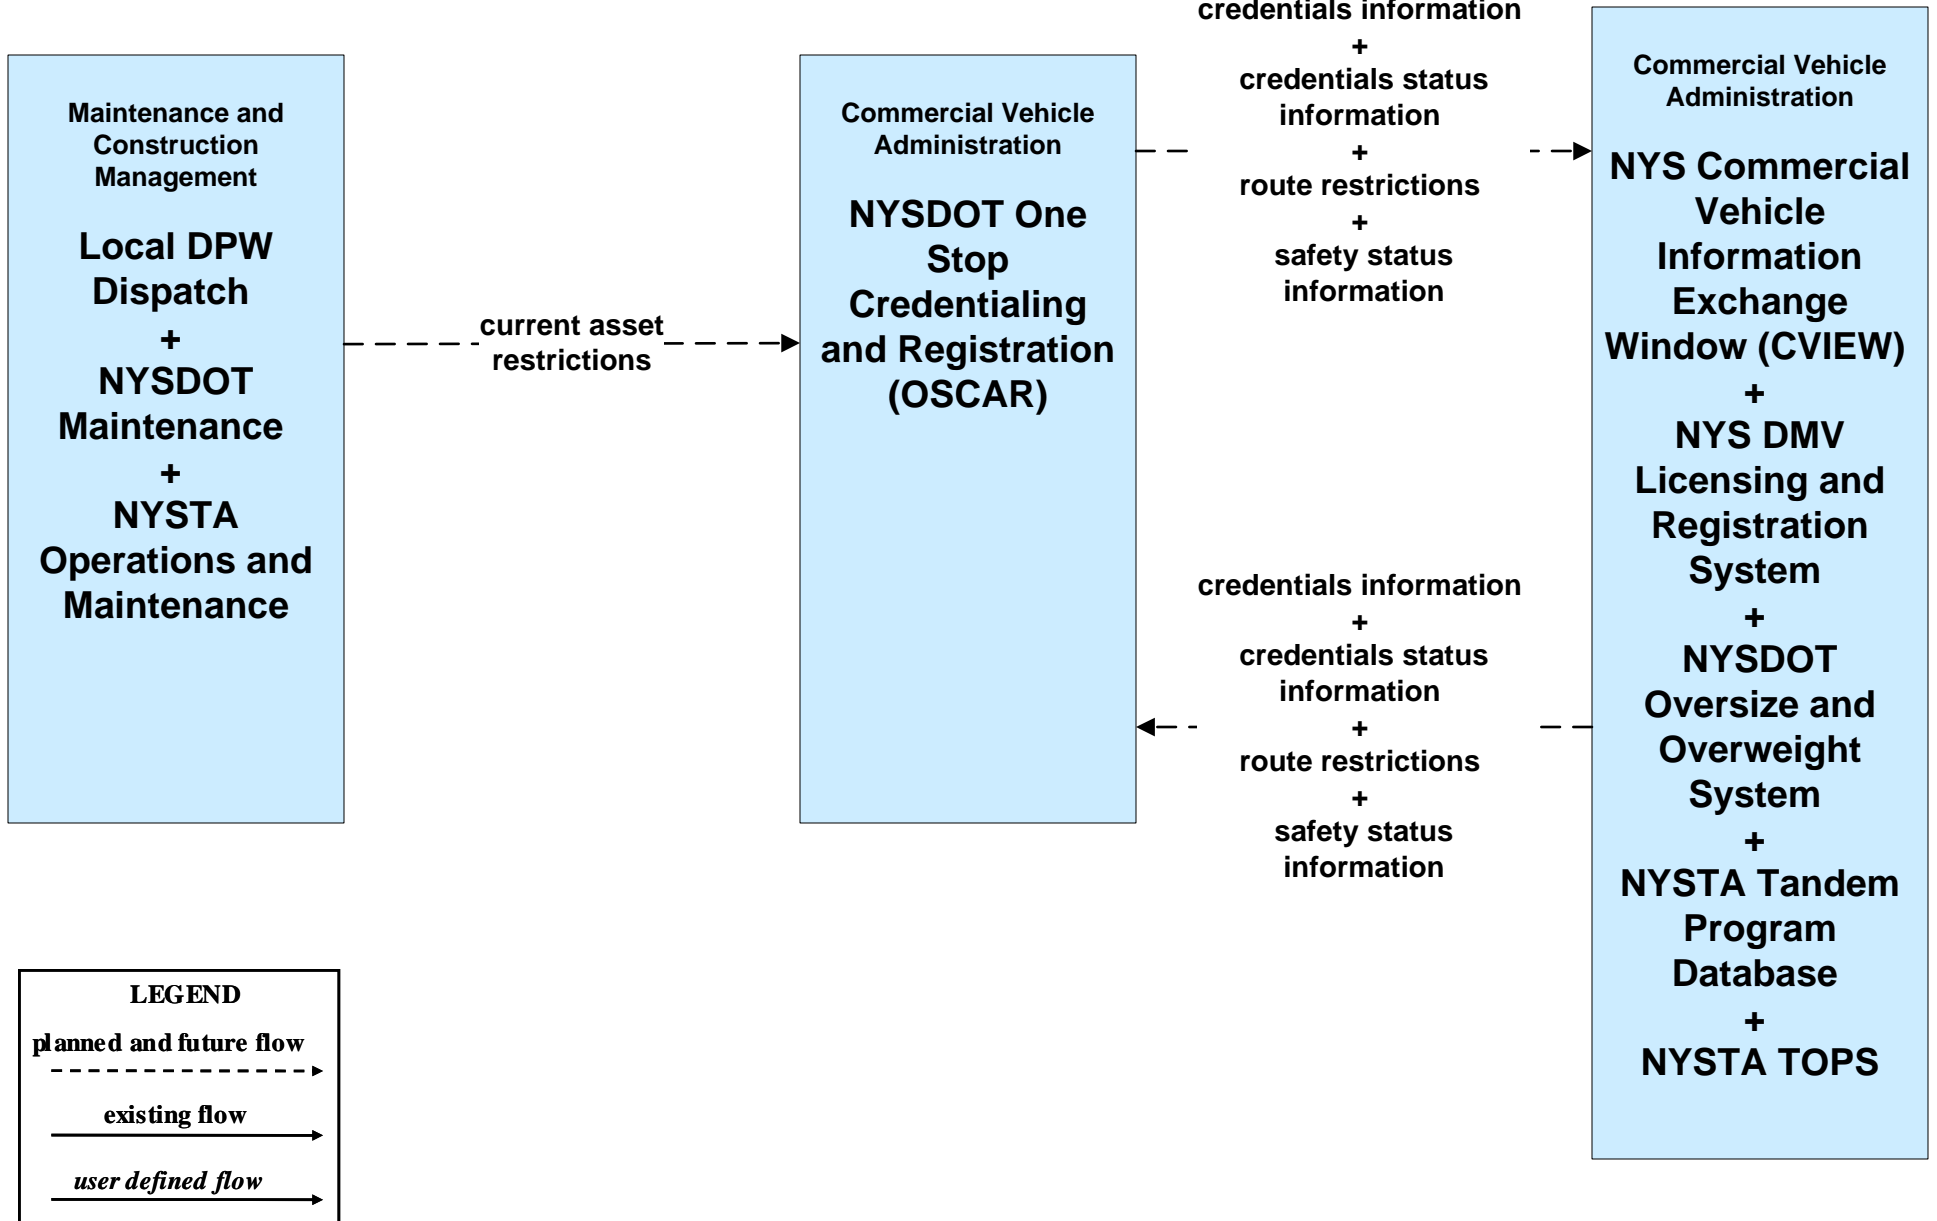 Maintenance and
Construction
Management
Local DPW
Dispatch
+
NYSDOT
Maintenance
+
NYSTA
Operations and
Maintenance
current asset
restrictions
Commercial Vehicle
Administration
NYSDOT One
Stop
Credentialing
and Registration
(OSCAR)
credentials information
+
credentials status
information
+
route restrictions
+
safety status
information
credentials information
+
credentials status
information
+
route restrictions
+
safety status
information
Commercial Vehicle
Administration
NYS Commercial
Vehicle
Information
Exchange
Window (CVIEW)
+
NYS DMV
Licensing and
Registration
System
+
NYSDOT
Oversize and
Overweight
System
+
NYSTA Tandem
Program
Database
+
NYSTA TOPS
LEGEND
planned and future flow
existing flow
user defined flow